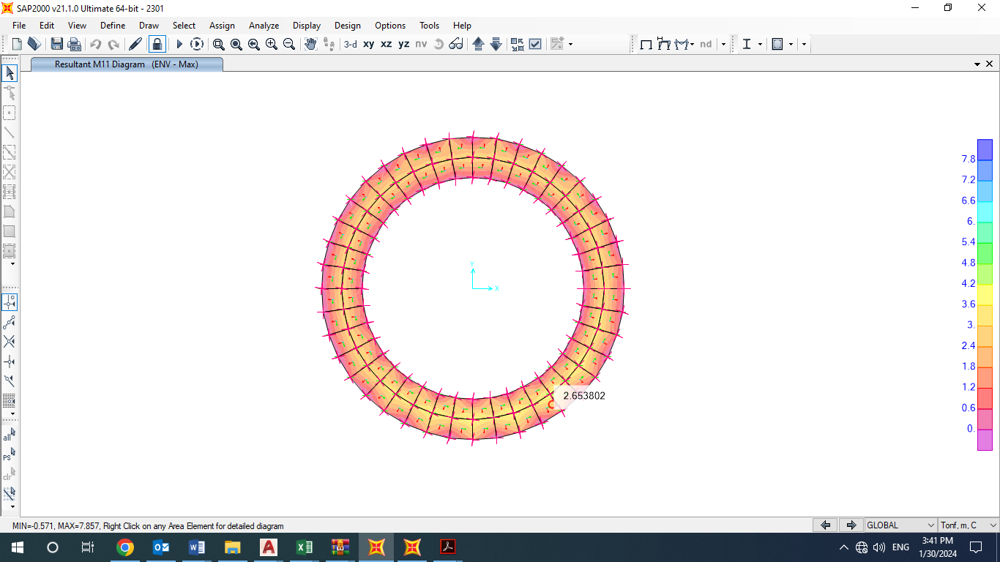 SAP2000 v21.1.0 Ultimate 64-bit - 2301
File Edit View Define Draw Select Assign Analyze Display Design Options Tools Help
3-d xy xz yz nv nd
Resultant M11 Diagram (ENV - Max)
7.8
7.2
6.6
6.
5.4
4.8
4.2
3.6
3.
2.4
1.8
1.2
0.6
0.
Y
X
2.653802
all
PS
clr
MIN=-0.571, MAX=7.857, Right Click on any Area Element for detailed diagram
GLOBAL
Tonf, m, C
ENG
3:41 PM
1/30/2024